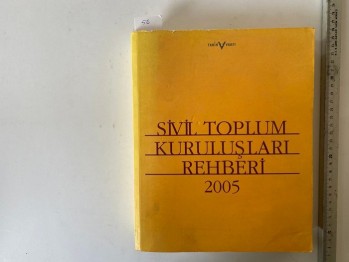 SİVİL TOPLUM
KURULUŞLARI
REHBERİ
2005